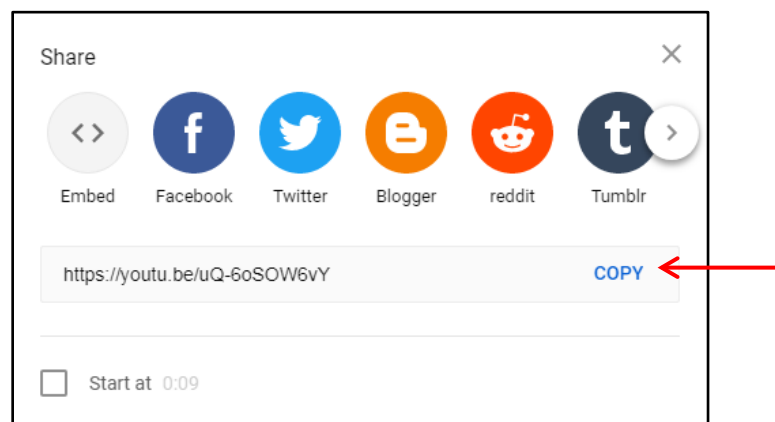 Share
Embed Facebook Twitter Blogger reddit Tumblr
https://youtu.be/uQ-6oSOW6vY COPY
Start at 0:09